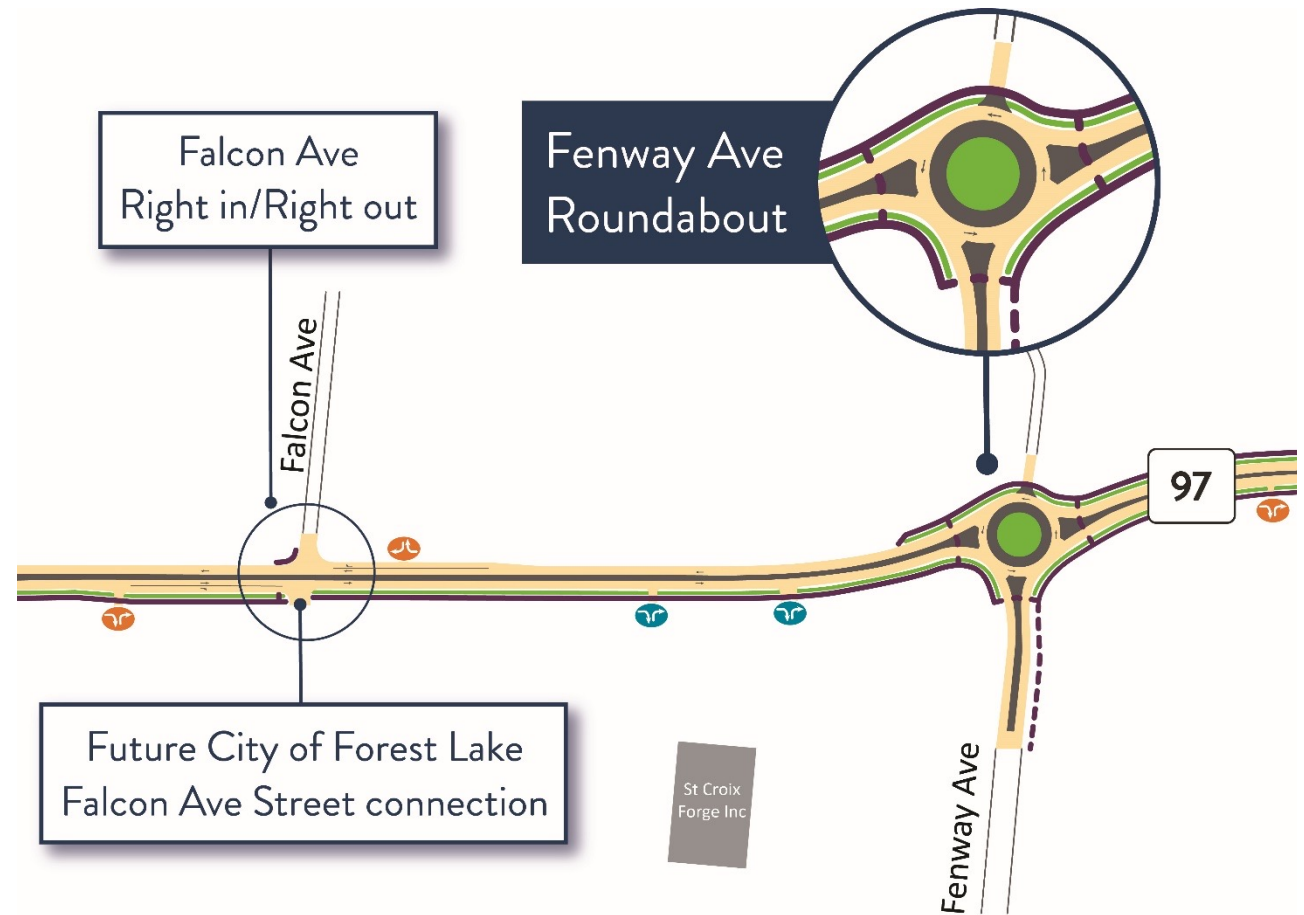 Falcon Ave
Right in/Right out
Fenway Ave
Roundabout
Falcon Ave
97
Future City of Forest Lake
Falcon Ave Street connection
St Croix
Forge Inc
Fenway Ave